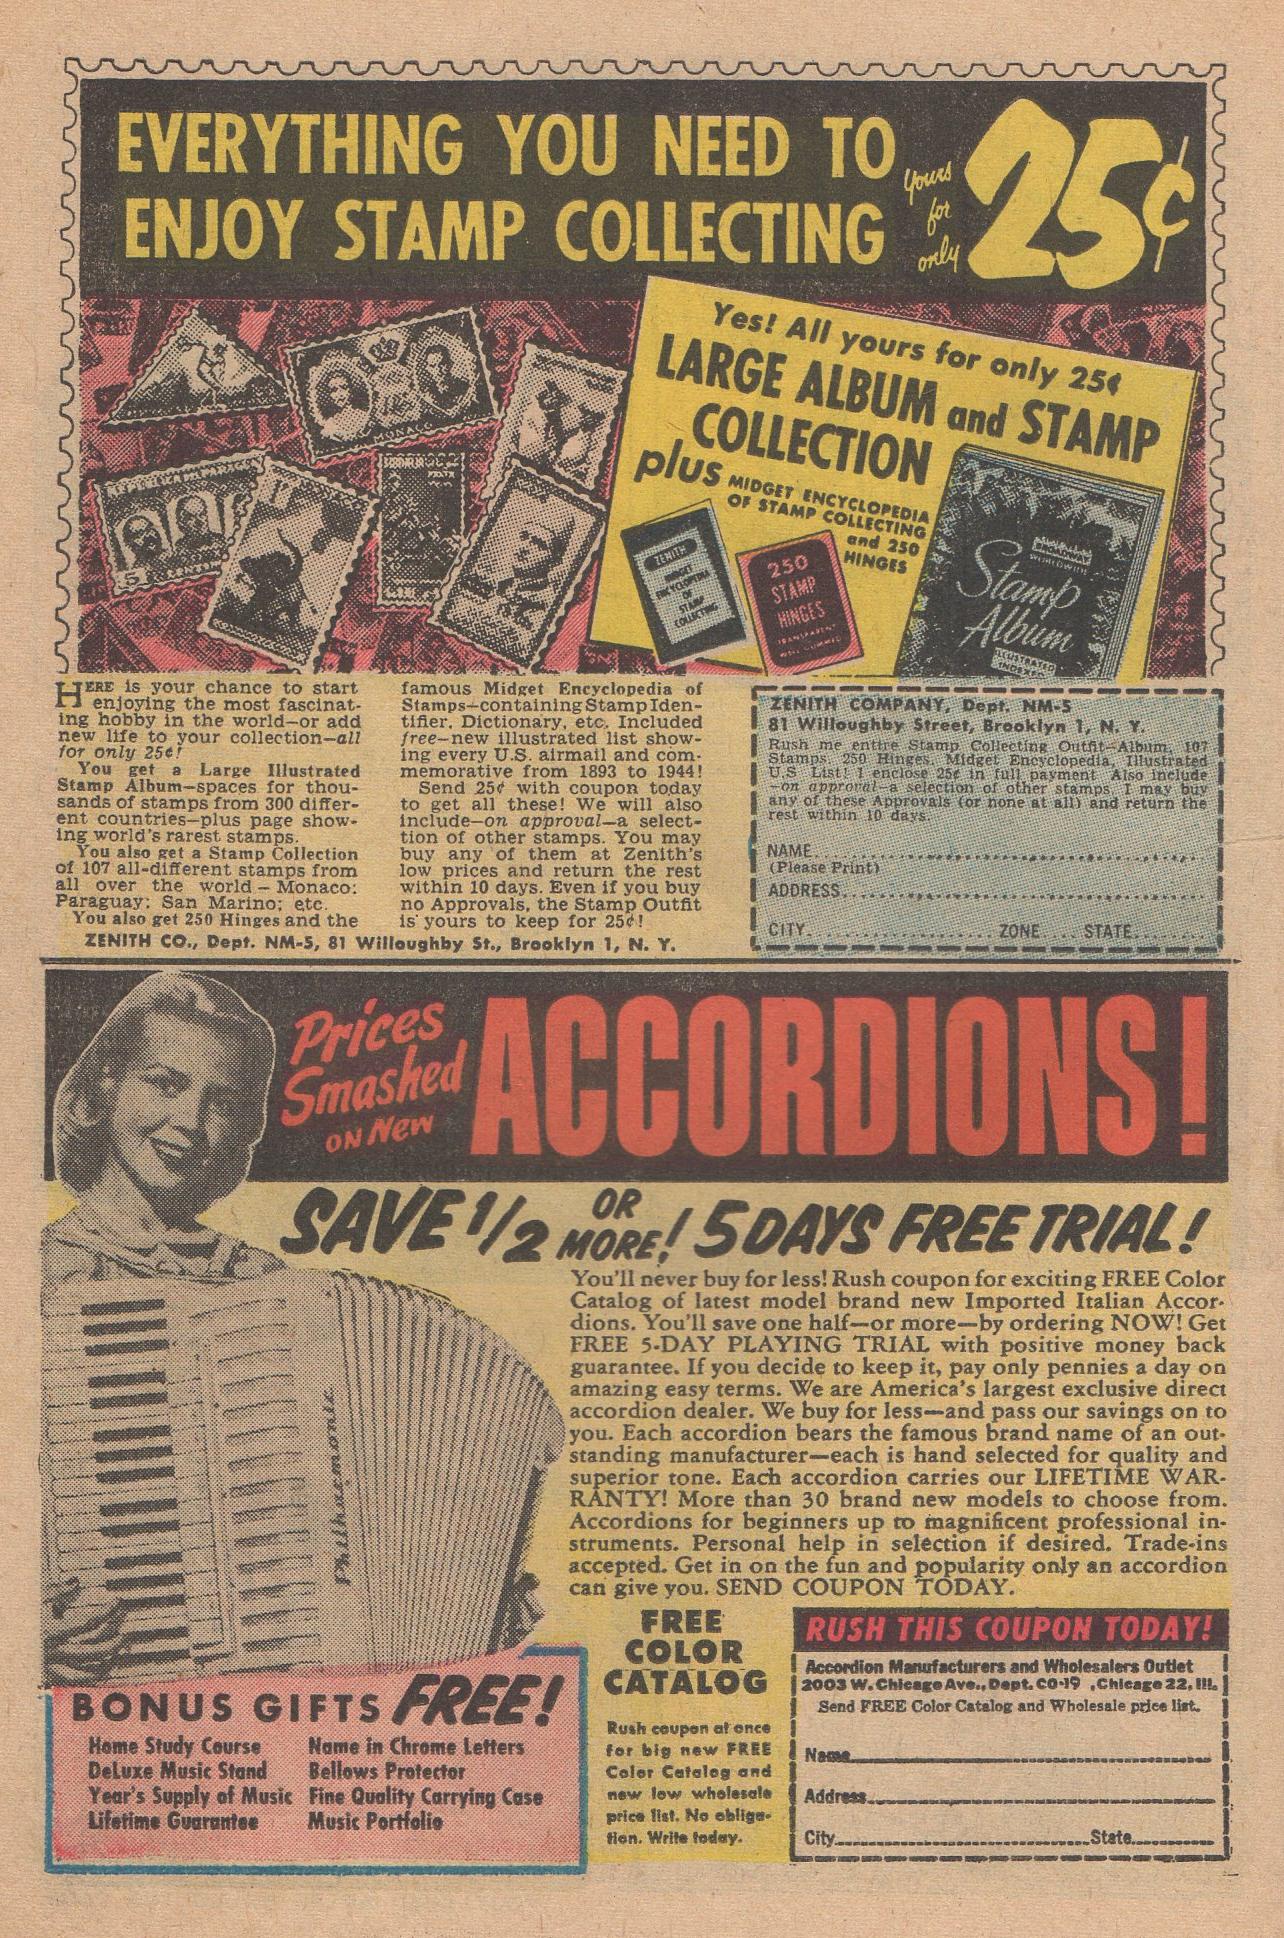 EVERYTHING YOU NEED TO
ENJOY STAMP COLLECTING
Yours
for
only
25¢
Yes! All yours for only 25¢
LARGE ALBUM and STAMP
COLLECTION
plus MIDGET ENCYCLOPEDIA
OF STAMP COLLECTING
and 250
HINGES
MONACO
5
ZENITH
MIDGET
ENCYCLOPEDIA
OF
STAMP
COLLECTING
250
STAMP
HINGES
TRANSPARENT
WORLDWIDE
Stamp
Album
ILLUSTRATED
HERE is your chance to start
enjoying the most fascinat-
ing hobby in the world—or add
new life to your collection—all
for only 25¢!
You get a Large Illustrated
Stamp Album—spaces for thou-
sands of stamps from 300 differ-
ent countries—plus page show-
ing world's rarest stamps.
You also get a Stamp Collection
of 107 all-different stamps from
all over the world — Monaco;
Paraguay; San Marino; etc.
You also get 250 Hinges and the
famous Midget Encyclopedia of
Stamps—containing Stamp Iden-
tifier, Dictionary, etc. Included
free—new illustrated list show-
ing every U.S. airmail and com-
memorative from 1893 to 1944!
Send 25¢ with coupon today
to get all these! We will also
include—on approval—a select-
tion of other stamps. You may
buy any of them at Zenith's
low prices and return the rest
within 10 days. Even if you buy
no Approvals, the Stamp Outfit
is yours to keep for 25¢!
ZENITH CO., Dept. NM-5, 81 Willoughby St., Brooklyn 1, N. Y.
ZENITH COMPANY, Dept. NM-5
81 Willoughby Street, Brooklyn 1, N. Y.
Rush me entire Stamp Collecting Outfit—Album, 107
Stamps, 250 Hinges, Midget Encyclopedia, Illustrated
U.S. List! I enclose 25¢ in full payment. Also include
—on approval—a selection of other stamps. I may buy
any of these Approvals (or none at all) and return the
rest within 10 days.
NAME
(Please Print)
ADDRESS
CITY ZONE STATE
Prices
Smashed
ON New
ACCORDIONS!
SAVE 1/2 OR MORE! 5 DAYS FREE TRIAL!
You'll never buy for less! Rush coupon for exciting FREE Color
Catalog of latest model brand new Imported Italian Accor-
dions. You'll save one half—or more—by ordering NOW! Get
FREE 5-DAY PLAYING TRIAL with positive money back
guarantee. If you decide to keep it, pay only pennies a day on
amazing easy terms. We are America's largest exclusive direct
accordion dealer. We buy for less—and pass our savings on to
you. Each accordion bears the famous brand name of an out-
standing manufacturer—each is hand selected for quality and
superior tone. Each accordion carries our LIFETIME WAR-
RANTY! More than 30 brand new models to choose from.
Accordions for beginners up to magnificent professional in-
struments. Personal help in selection if desired. Trade-ins
accepted. Get in on the fun and popularity only an accordion
can give you. SEND COUPON TODAY.
Philharmonic
BONUS GIFTS FREE!
Home Study Course
DeLuxe Music Stand
Year's Supply of Music
Lifetime Guarantee
Name in Chrome Letters
Bellows Protector
Fine Quality Carrying Case
Music Portfolio
FREE
COLOR
CATALOG
Rush coupon at once
for big new FREE
Color Catalog and
new low wholesale
price list. No obliga-
tion. Write today.
RUSH THIS COUPON TODAY!
Accordion Manufacturers and Wholesalers Outlet
2003 W. Chicago Ave., Dept. CO-19 , Chicago 22, Ill.
Send FREE Color Catalog and Wholesale price list.
Name
Address
City State